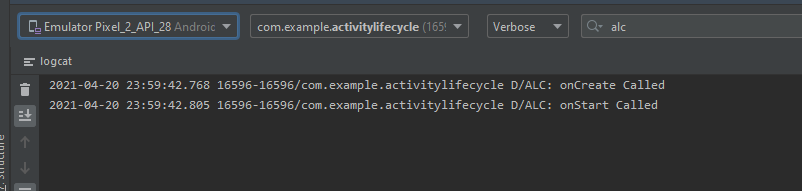 Emulator Pixel_2_API_28 Androic com.example.activitylifecycle (165 Verbose alc
logcat
2021-04-20 23:59:42.768 16596-16596/com.example.activitylifecycle D/ALC: onCreate Called
2021-04-20 23:59:42.805 16596-16596/com.example.activitylifecycle D/ALC: onStart Called
Structure